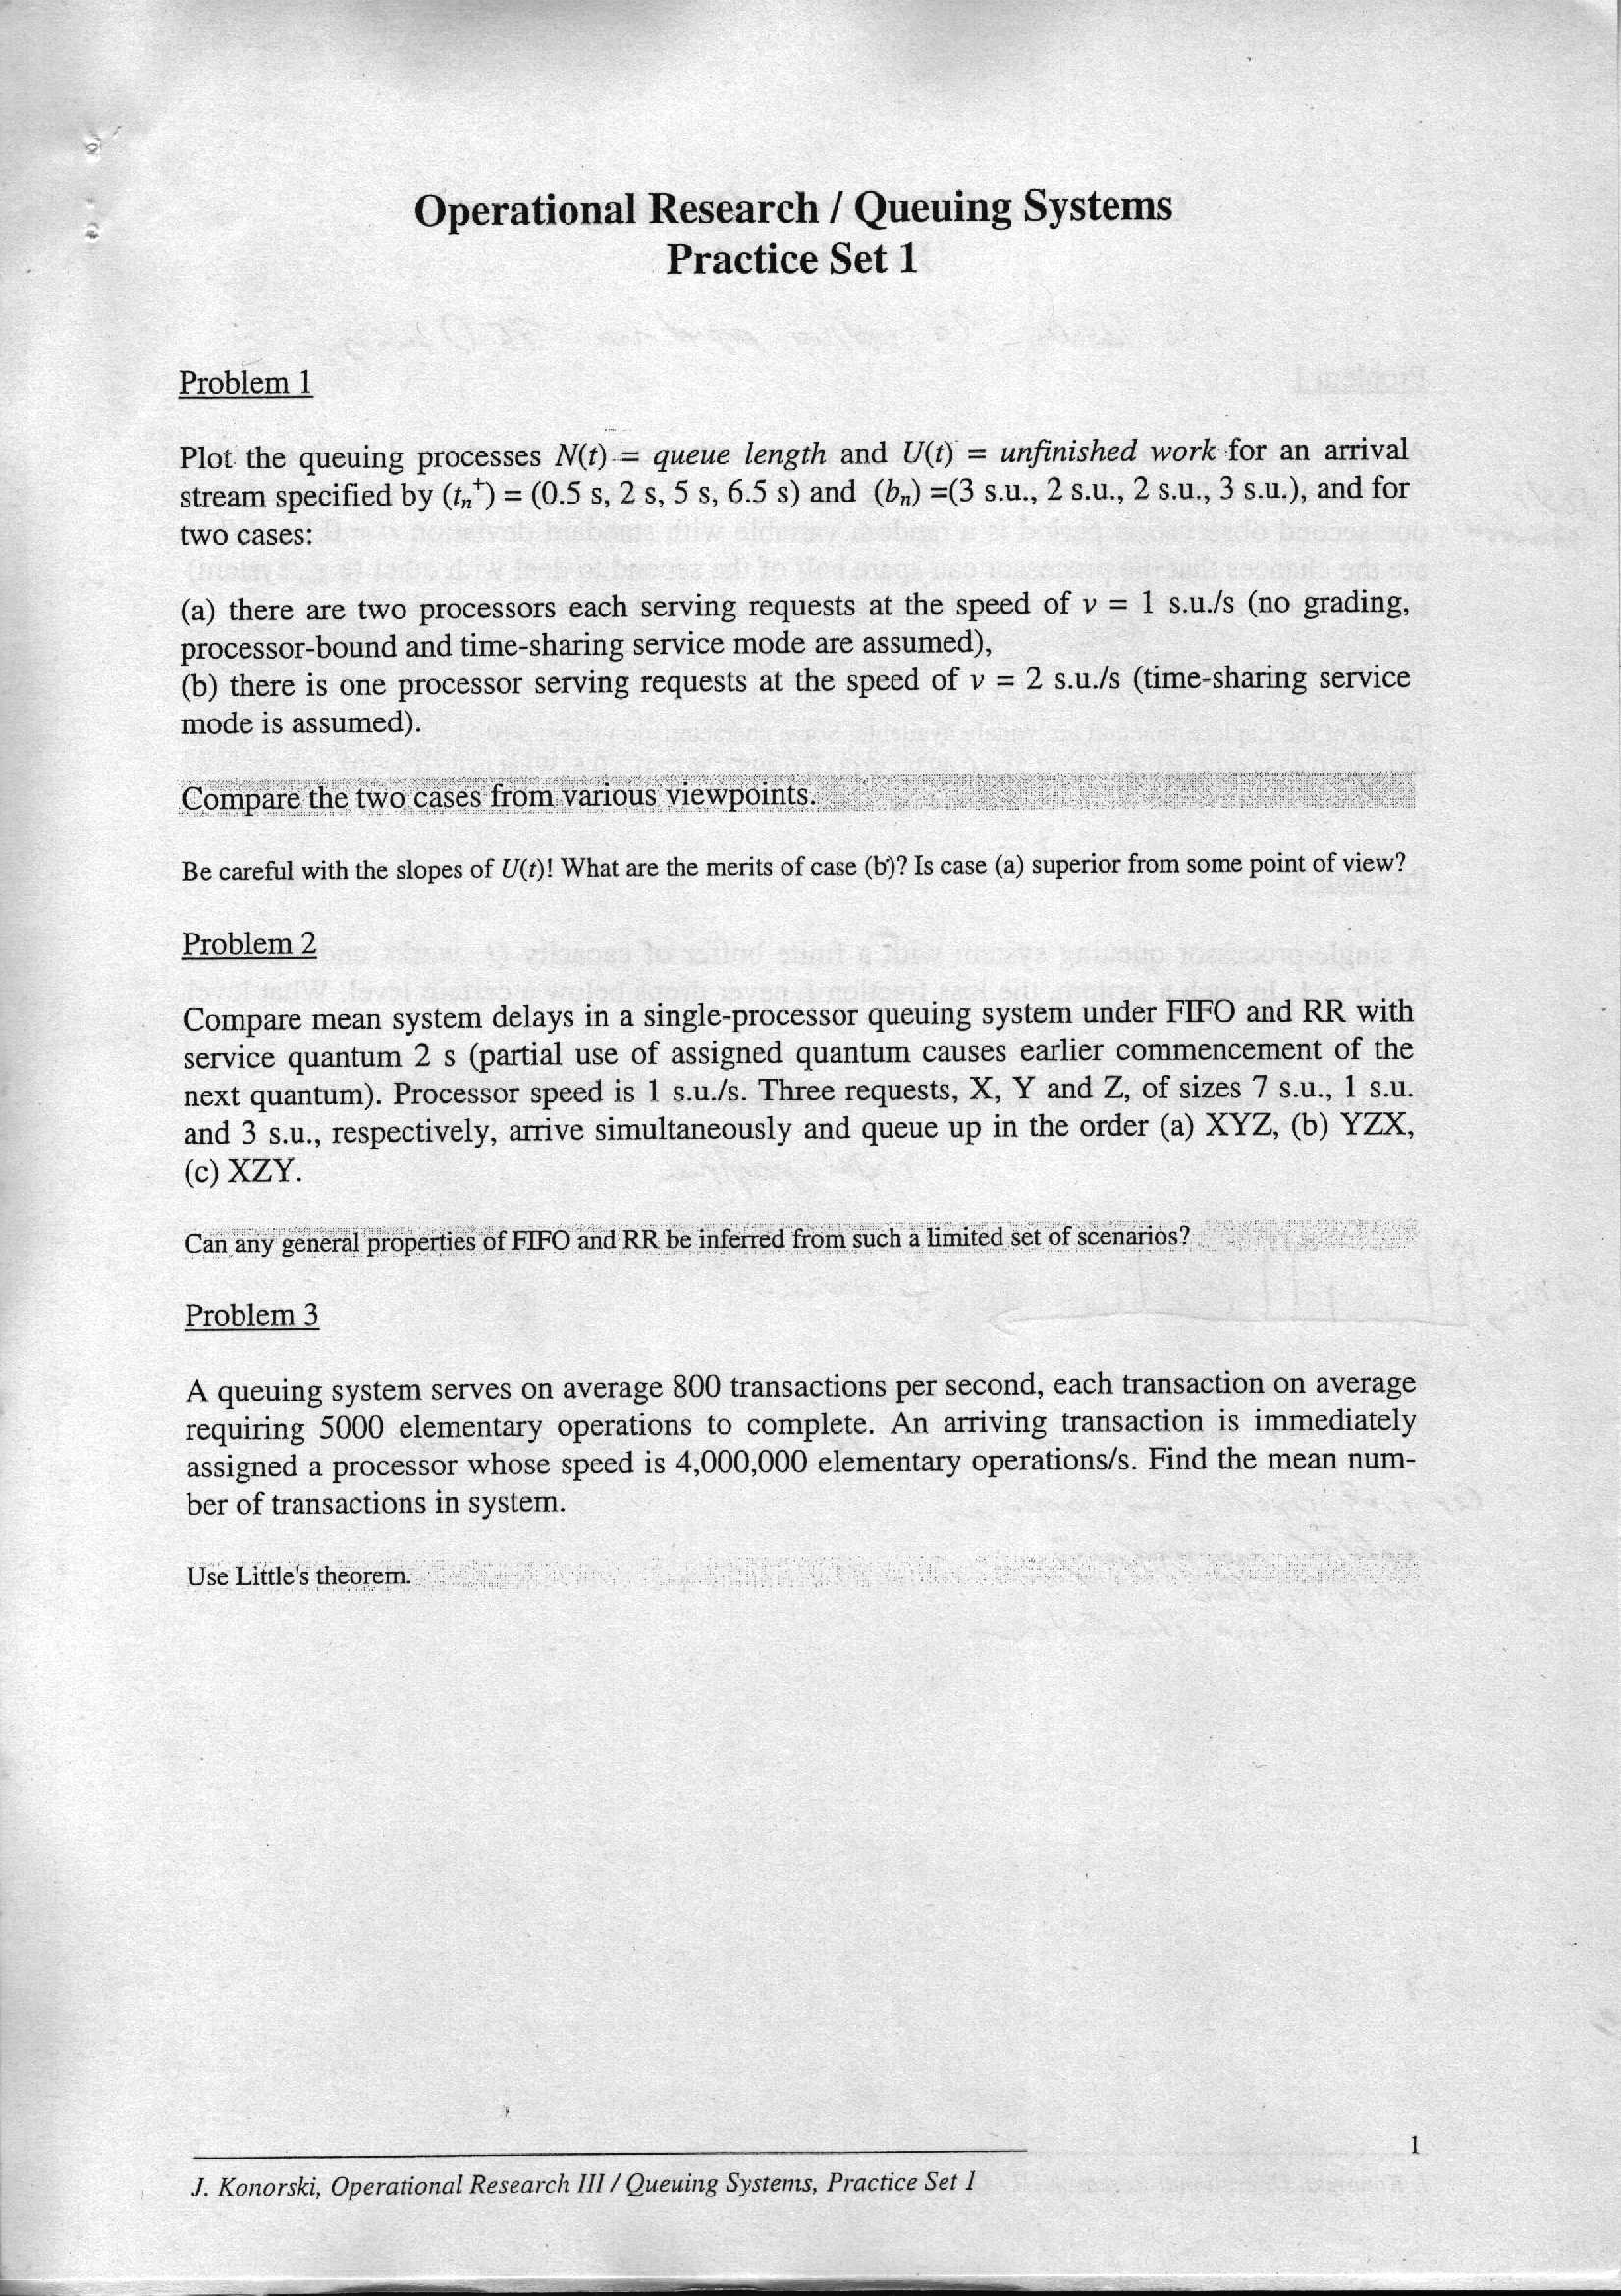 Operational Research / Queuing Systems
Practice Set 1
Problem 1
Plot the queuing processes N(t) = queue length and U(t) = unfinished work for an arrival
stream specified by (tn+) = (0.5 s, 2 s, 5 s, 6.5 s) and (bn) =(3 s.u., 2 s.u., 2 s.u., 3 s.u.), and for
two cases:
(a) there are two processors each serving requests at the speed of v = 1 s.u./s (no grading,
processor-bound and time-sharing service mode are assumed),
(b) there is one processor serving requests at the speed of v = 2 s.u./s (time-sharing service
mode is assumed).
Compare the two cases from various viewpoints.
Be careful with the slopes of U(t)! What are the merits of case (b)? Is case (a) superior from some point of view?
Problem 2
Compare mean system delays in a single-processor queuing system under FIFO and RR with
service quantum 2 s (partial use of assigned quantum causes earlier commencement of the
next quantum). Processor speed is 1 s.u./s. Three requests, X, Y and Z, of sizes 7 s.u., 1 s.u.
and 3 s.u., respectively, arrive simultaneously and queue up in the order (a) XYZ, (b) YZX,
(c) XZY.
Can any general properties of FIFO and RR be inferred from such a limited set of scenarios?
Problem 3
A queuing system serves on average 800 transactions per second, each transaction on average
requiring 5000 elementary operations to complete. An arriving transaction is immediately
assigned a processor whose speed is 4,000,000 elementary operations/s. Find the mean num-
ber of transactions in system.
Use Little's theorem.
1
J. Konorski, Operational Research III / Queuing Systems, Practice Set 1